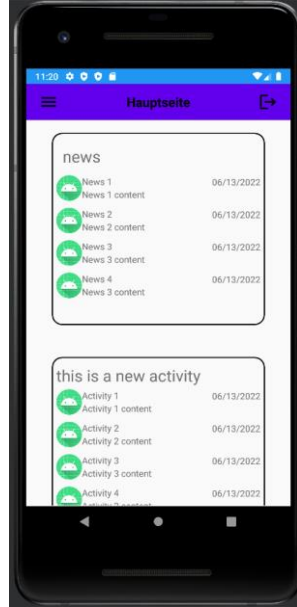 11:20
Hauptseite
news
News 1 06/13/2022
News 1 content
News 2 06/13/2022
News 2 content
News 3 06/13/2022
News 3 content
News 4 06/13/2022
News 3 content
this is a new activity
Activity 1 06/13/2022
Activity 1 content
Activity 2 06/13/2022
Activity 2 content
Activity 3 06/13/2022
Activity 3 content
Activity 4 06/13/2022